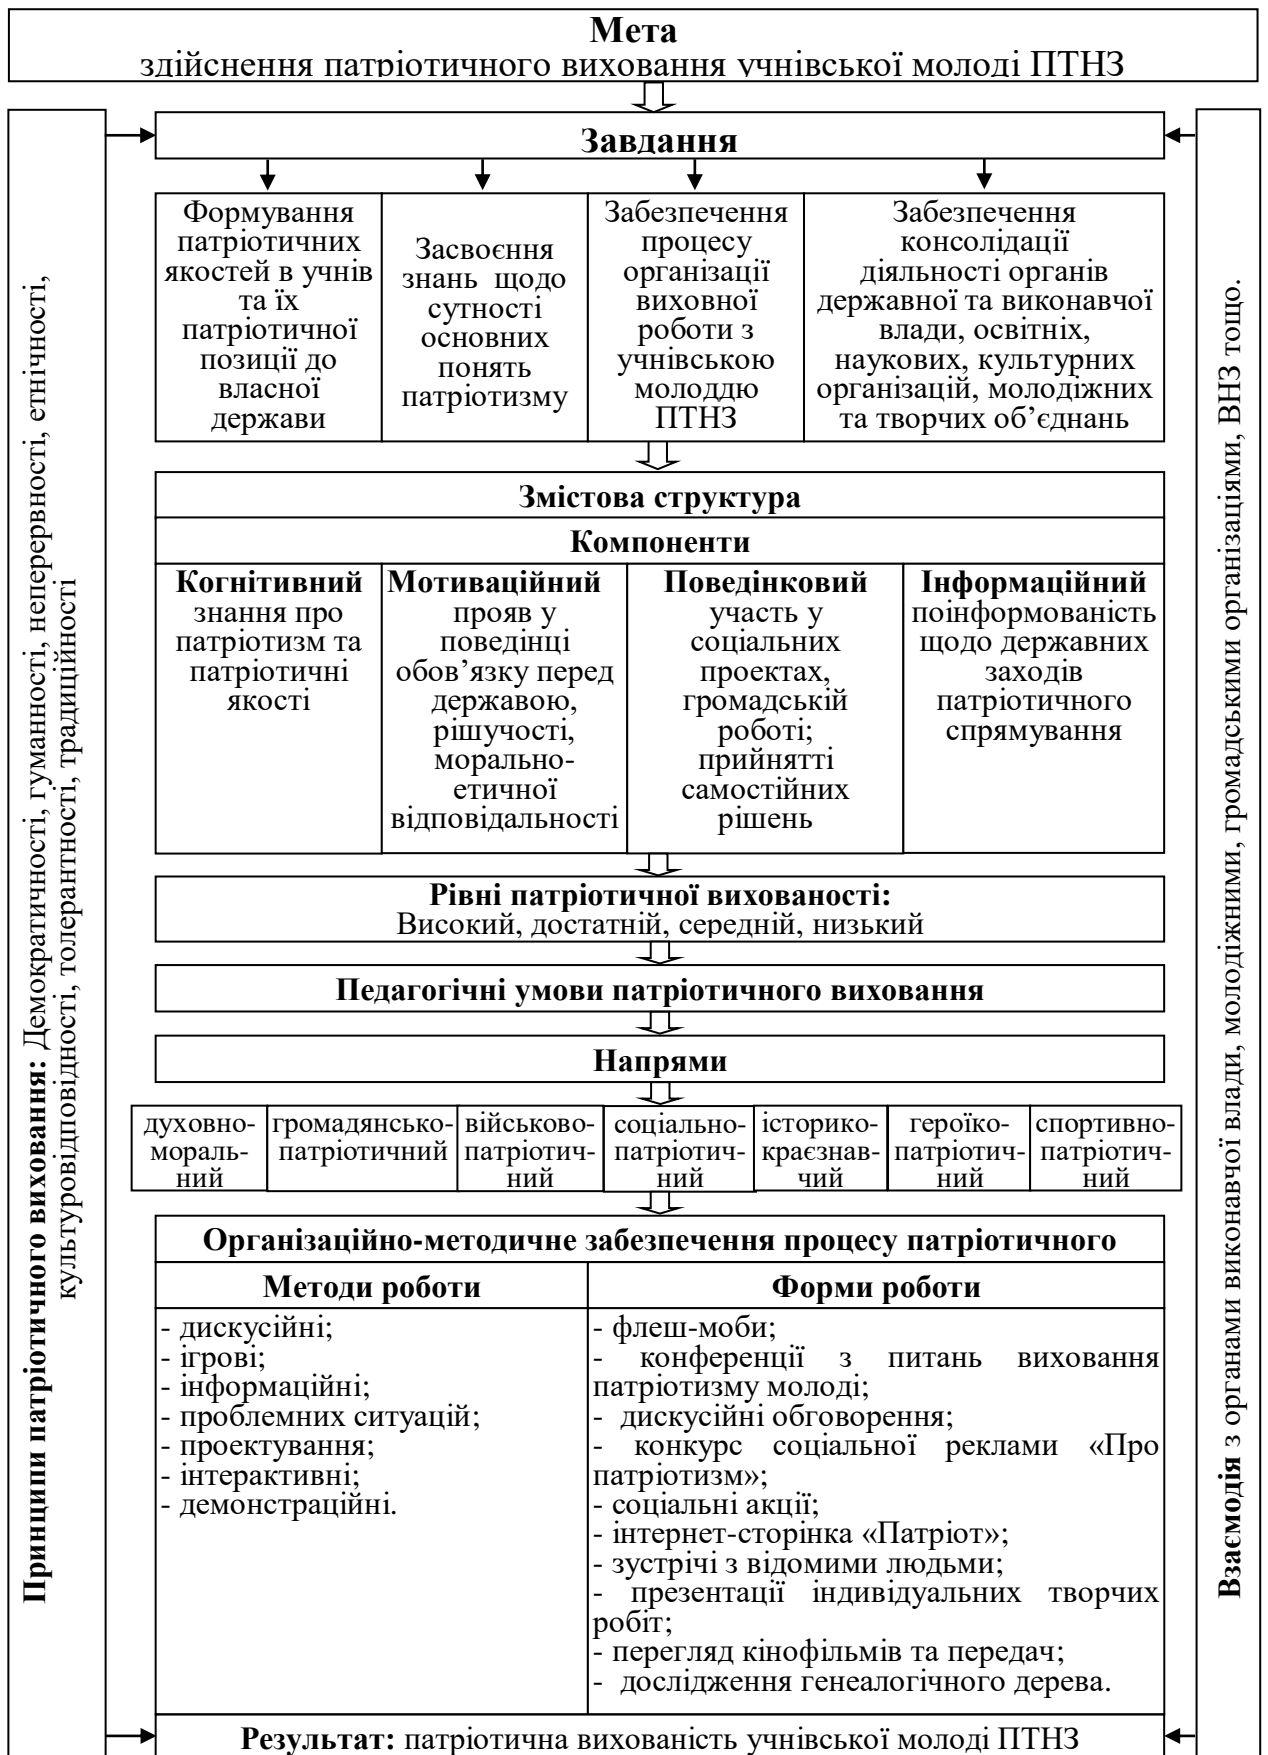 Мета
здійснення патріотичного виховання учнівської молоді ПТНЗ
Принципи патріотичного виховання: Демократичності, гуманності, неперервності, етнічності,
культуровідповідності, толерантності, традиційності
Завдання
Формування
патріотичних
якостей в учнів
та їх
патріотичної
позиції до
власної
держави
Засвоєння
знань щодо
сутності
основних
понять
патріотизму
Забезпечення
процесу
організації
виховної
роботи з
учнівською
молоддю
ПТНЗ
Забезпечення
консолідації
діяльності органів
державної та виконавчої
влади, освітніх,
наукових, культурних
організацій, молодіжних
та творчих об’єднань
Змістова структура
Компоненти
Когнітивний
знання про
патріотизм та
патріотичні
якості
Мотиваційний
прояв у
поведінці
обов’язку перед
державою,
рішучості,
морально-
етичної
відповідальності
Поведінковий
участь у
соціальних
проектах,
громадській
роботі;
прийнятті
самостійних
рішень
Інформаційний
поінформованість
щодо державних
заходів
патріотичного
спрямування
Рівні патріотичної вихованості:
Високий, достатній, середній, низький
Педагогічні умови патріотичного виховання
Напрями
духовно-
мораль-
ний
громадянсько-
патріотичний
військово-
патріотич-
ний
соціально-
патріотич-
ний
історико-
краєзнав-
чий
героїко-
патріотич-
ний
спортивно-
патріотич-
ний
Організаційно-методичне забезпечення процесу патріотичного
Методи роботи
- дискусійні;
- ігрові;
- інформаційні;
- проблемних ситуацій;
- проектування;
- інтерактивні;
- демонстраційні.
Форми роботи
- флеш-моби;
- конференції з питань виховання
патріотизму молоді;
- дискусійні обговорення;
- конкурс соціальної реклами «Про
патріотизм»;
- соціальні акції;
- інтернет-сторінка «Патріот»;
- зустрічі з відомими людьми;
- презентації індивідуальних творчих
робіт;
- перегляд кінофільмів та передач;
- дослідження генеалогічного дерева.
Результат: патріотична вихованість учнівської молоді ПТНЗ
Взаємодія з органами виконавчої влади, молодіжними, громадськими організаціями, ВНЗ тощо.